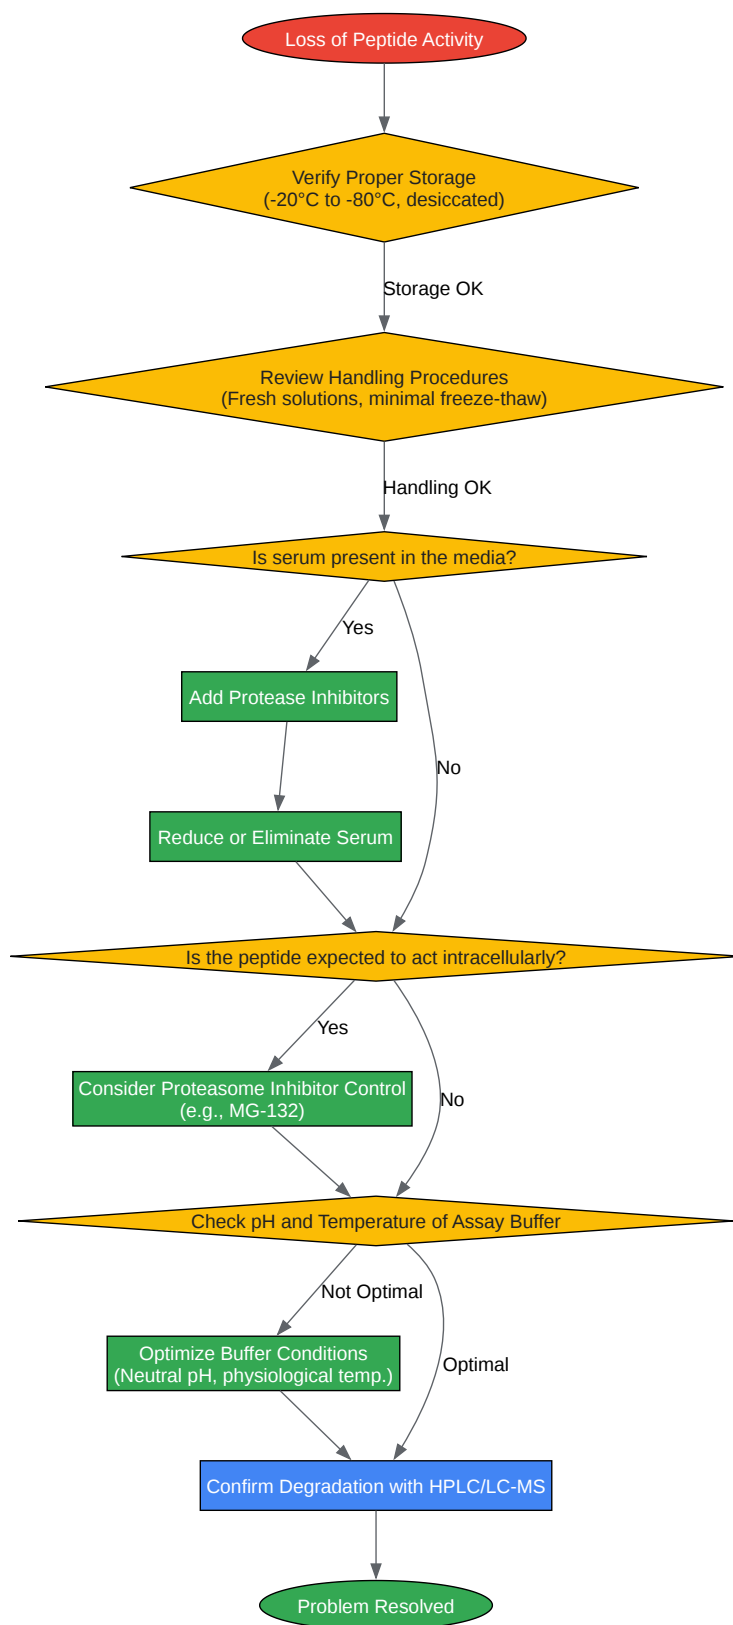 Loss of Peptide Activity
Verify Proper Storage
(-20°C to -80°C, desiccated)
Storage OK
Review Handling Procedures
(Fresh solutions, minimal freeze-thaw)
Handling OK
Is serum present in the media?
Yes
Add Protease Inhibitors
No
Reduce or Eliminate Serum
Is the peptide expected to act intracellularly?
Yes
Consider Proteasome Inhibitor Control
(e.g., MG-132)
No
Check pH and Temperature of Assay Buffer
Not Optimal
Optimize Buffer Conditions
(Neutral pH, physiological temp.)
Optimal
Confirm Degradation with HPLC/LC-MS
Problem Resolved